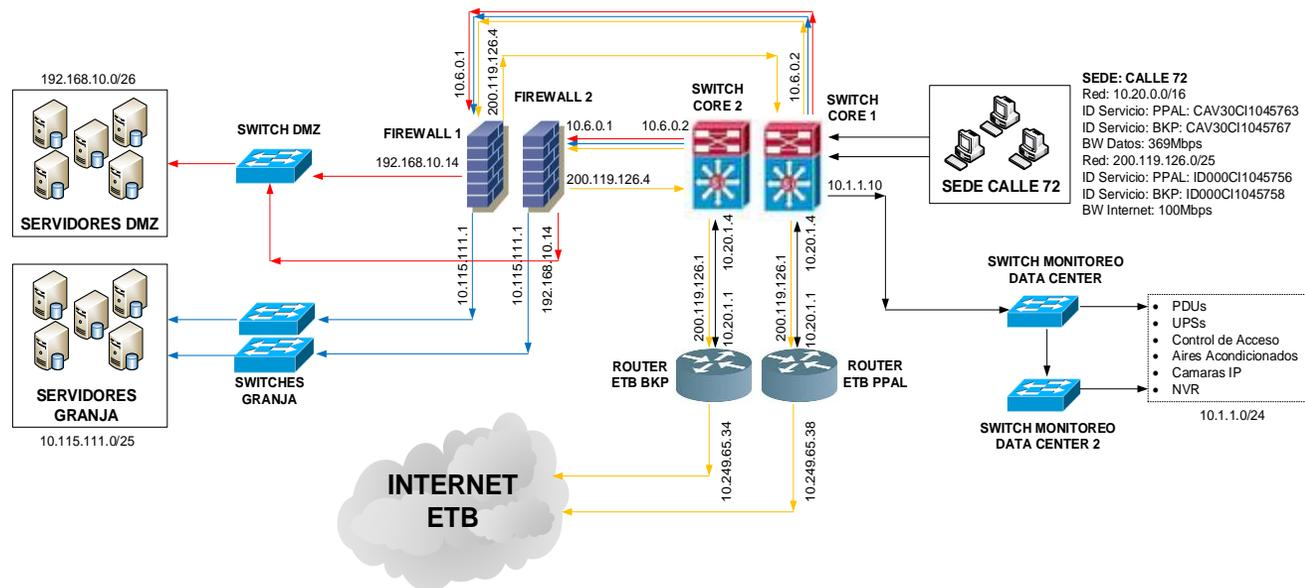 192.168.10.0/26
SERVIDORES DMZ
SWITCH DMZ
FIREWALL 1
192.168.10.14
10.6.0.1
200.119.126.4
FIREWALL 2
10.6.0.1
10.6.0.2
200.119.126.4
SWITCH
CORE 2
10.6.0.2
SWITCH
CORE 1
10.1.1.10
SEDE CALLE 72
SEDE: CALLE 72
Red: 10.20.0.0/16
ID Servicio: PPAL: CAV30CI1045763
ID Servicio: BKP: CAV30CI1045767
BW Datos: 369Mbps
Red: 200.119.126.0/25
ID Servicio: PPAL: ID000CI1045756
ID Servicio: BKP: ID000CI1045758
BW Internet: 100Mbps
10.115.111.1
10.115.111.1
192.168.10.14
200.119.126.1
10.20.1.4
10.20.1.1
200.119.126.1
10.20.1.4
10.20.1.1
SERVIDORES
GRANJA
10.115.111.0/25
SWITCHES
GRANJA
ROUTER
ETB BKP
ROUTER
ETB PPAL
10.249.65.34
10.249.65.38
INTERNET
ETB
SWITCH MONITOREO
DATA CENTER
SWITCH MONITOREO
DATA CENTER 2
• PDUs
• UPSs
• Control de Acceso
• Aires Acondicionados
• Camaras IP
• NVR
10.1.1.0/24